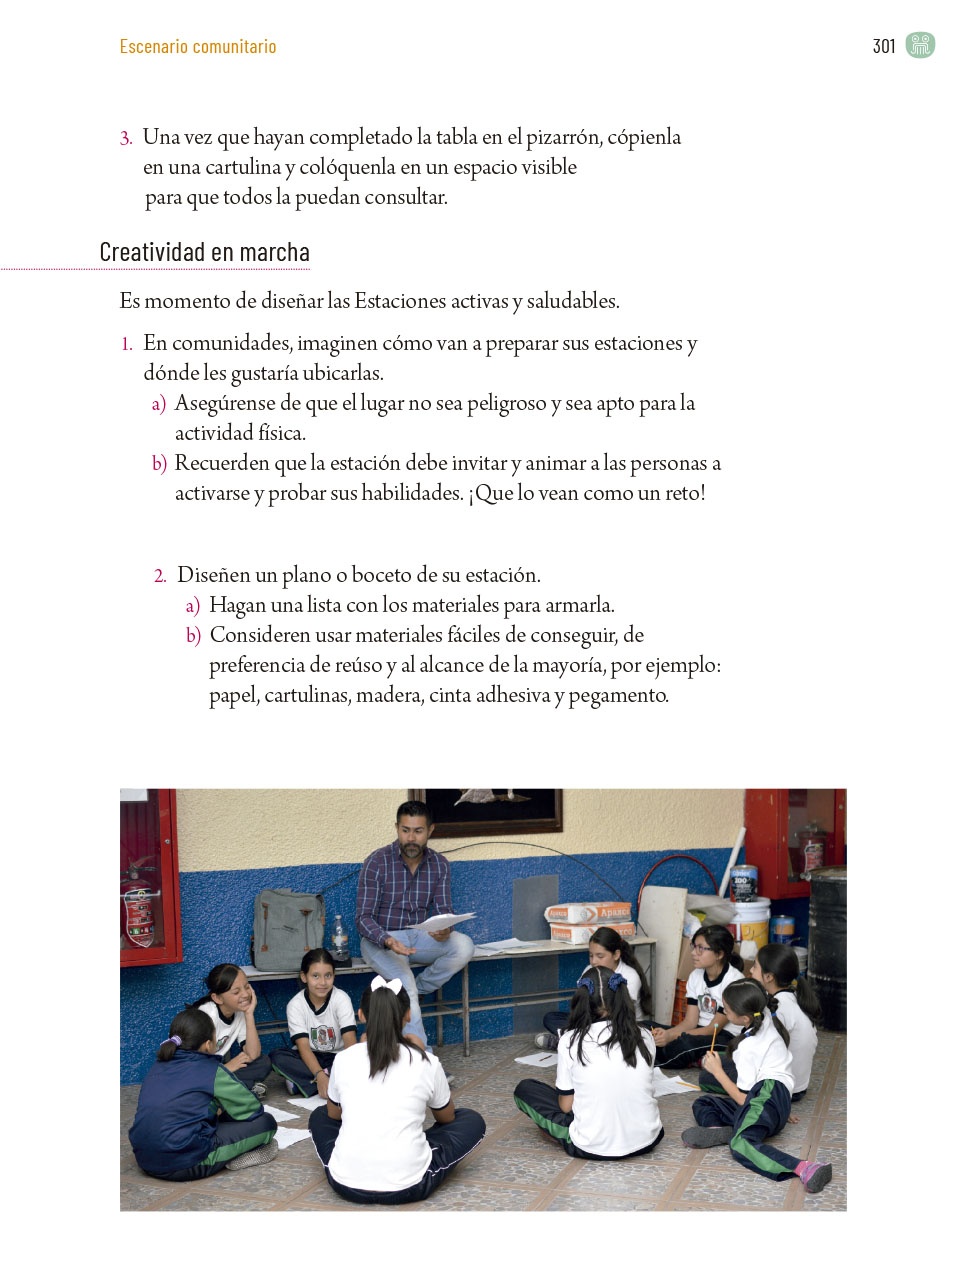 Escenario comunitario
301
3. Una vez que hayan completado la tabla en el pizarrón, cópienla
en una cartulina y colóquenla en un espacio visible
para que todos la puedan consultar.
Creatividad en marcha
Es momento de diseñar las Estaciones activas y saludables.
1. En comunidades, imaginen cómo van a preparar sus estaciones y
dónde les gustaría ubicarlas.
a) Asegúrense de que el lugar no sea peligroso y sea apto para la
actividad física.
b) Recuerden que la estación debe invitar y animar a las personas a
activarse y probar sus habilidades. ¡Que lo vean como un reto!
2. Diseñen un plano o boceto de su estación.
a) Hagan una lista con los materiales para armarla.
b) Consideren usar materiales fáciles de conseguir, de
preferencia de reúso y al alcance de la mayoría, por ejemplo:
papel, cartulinas, madera, cinta adhesiva y pegamento.
Apasco
100